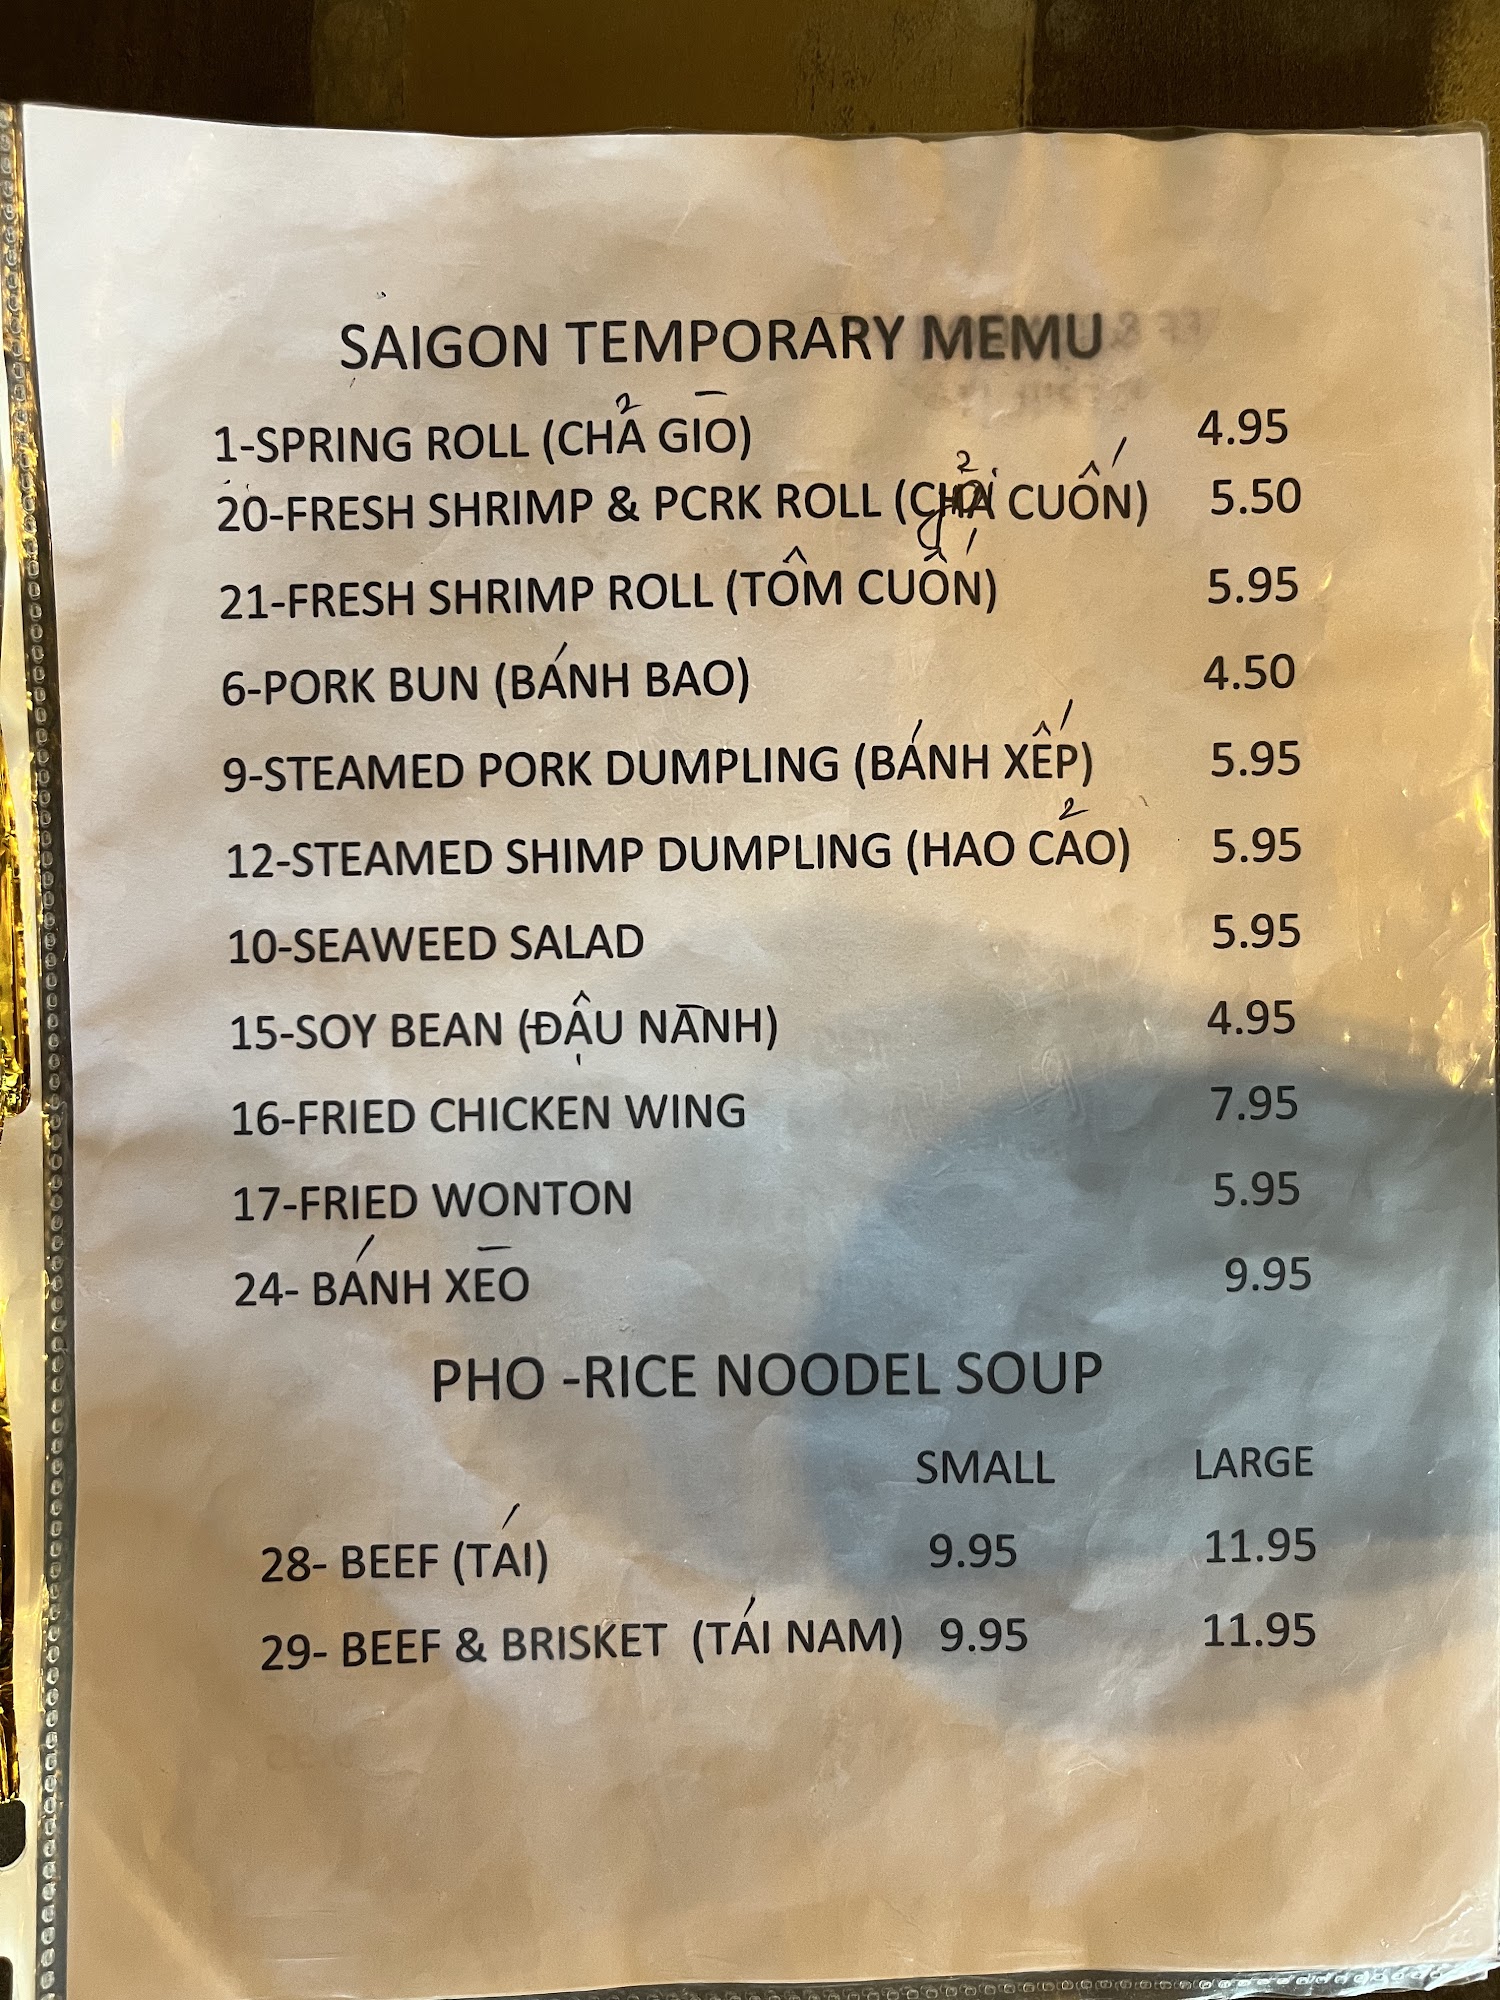 SAIGON TEMPORARY MEMU
1-SPRING ROLL (CHẢ GIŌ) 4.95
20-FRESH SHRIMP & PCRK ROLL (gỏi CUỐN) 5.50
21-FRESH SHRIMP ROLL (TÔM CUỐN) 5.95
6-PORK BUN (BÁNH BAO) 4.50
9-STEAMED PORK DUMPLING (BÁNH XẾP) 5.95
12-STEAMED SHIMP DUMPLING (HAO CẢO) 5.95
10-SEAWEED SALAD 5.95
15-SOY BEAN (ĐẬU NĀNH) 4.95
16-FRIED CHICKEN WING 7.95
17-FRIED WONTON 5.95
24- BÁNH XĒO 9.95
PHO -RICE NOODEL SOUP
SMALL LARGE
28- BEEF (TÁI) 9.95 11.95
29- BEEF & BRISKET (TÁI NAM) 9.95 11.95